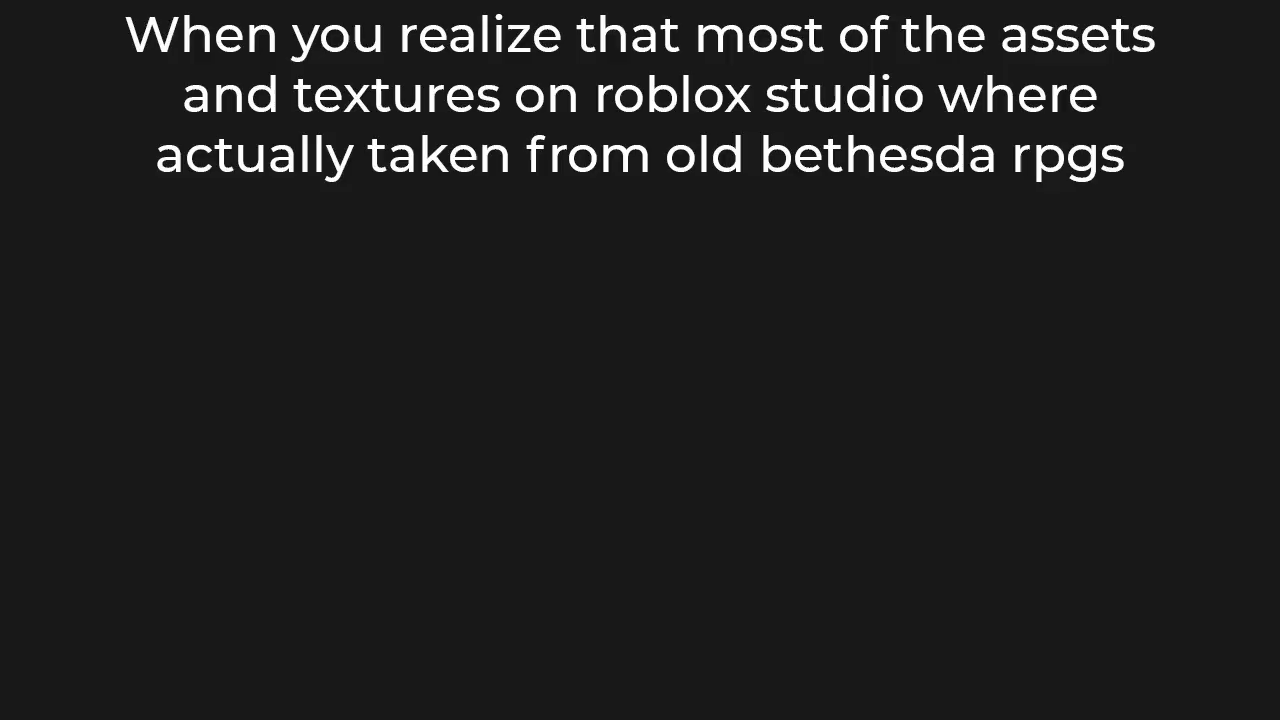 When you realize that most of the assets
and textures on roblox studio where
actually taken from old bethesda rpgs